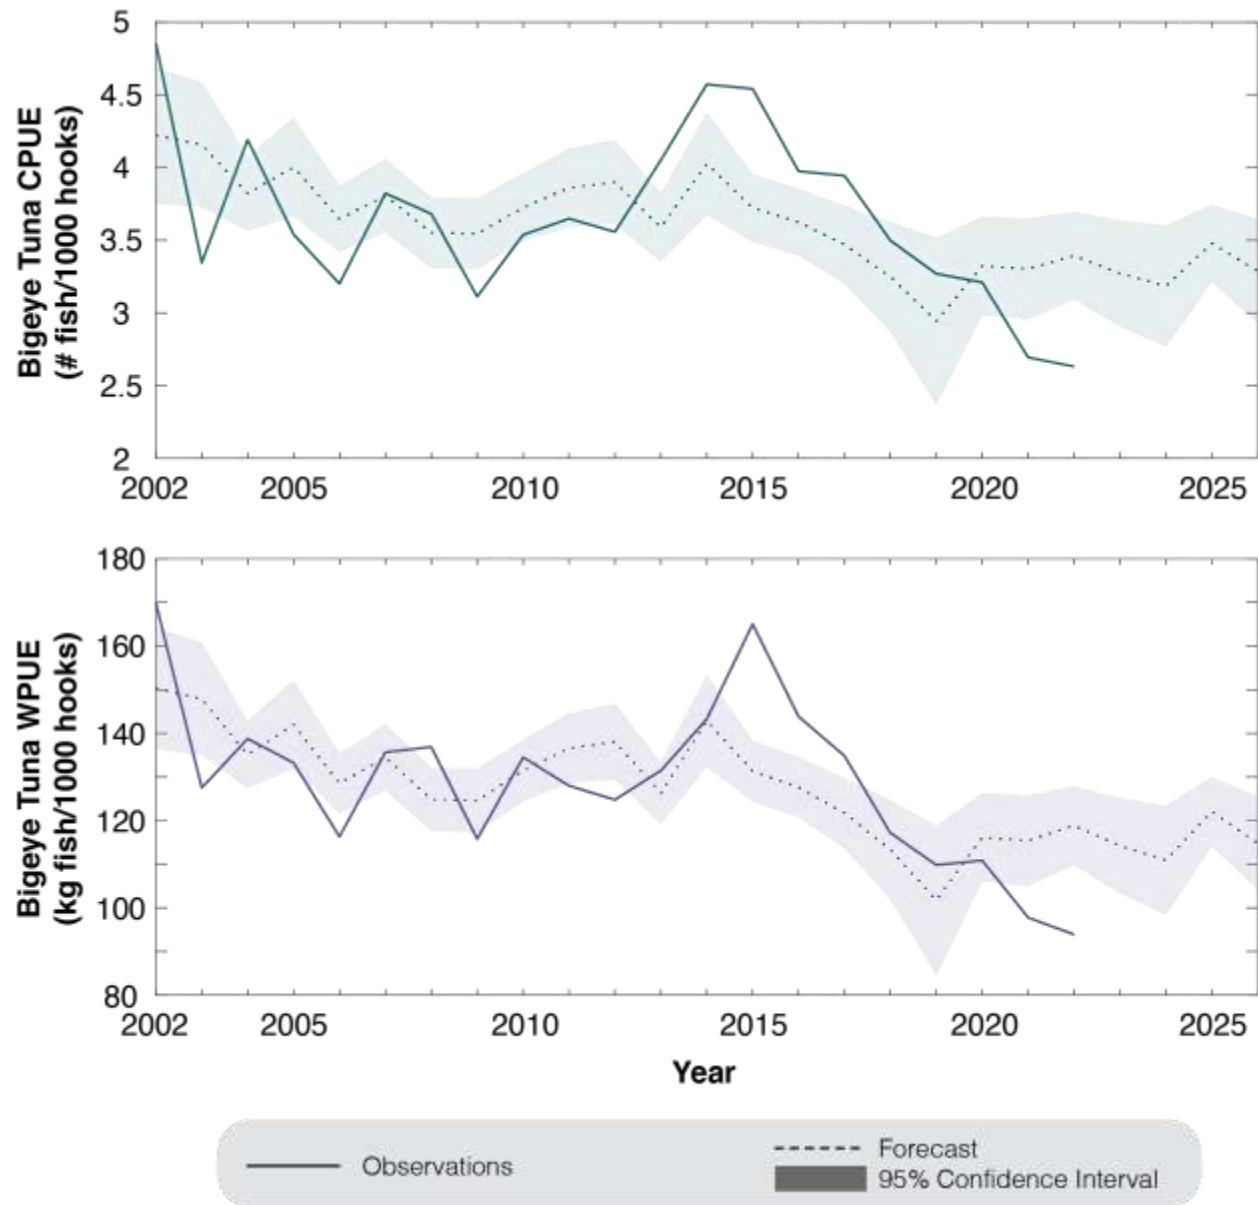 Bigeye Tuna CPUE
(# fish/1000 hooks)
5
4.5
4
3.5
3
2.5
2
2002 2005 2010 2015 2020 2025
Bigeye Tuna WPUE
(kg fish/1000 hooks)
180
160
140
120
100
80
2002 2005 2010 2015 2020 2025
Year
Observations
Forecast
95% Confidence Interval